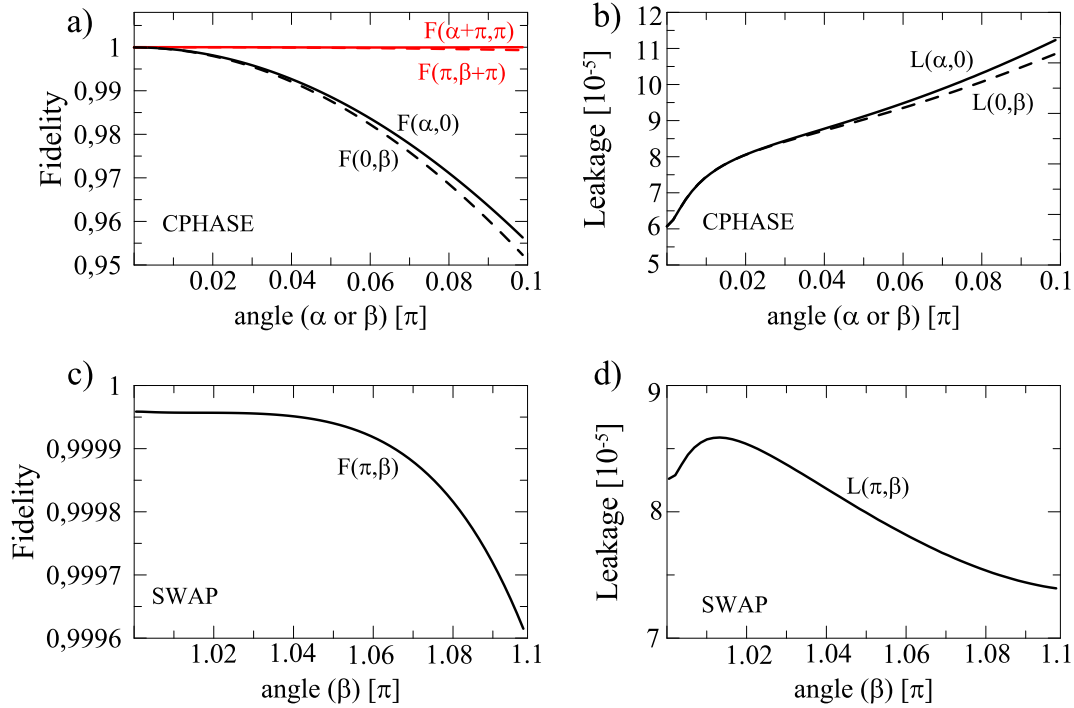 a)
1
0,99
0,98
0,97
0,96
0,95
Fidelity
F(α+π,π)
F(π,β+π)
F(α,0)
F(0,β)
CPHASE
0.02
0.04
0.06
0.08
0.1
angle (α or β) [π]
b)
12
11
10
9
8
7
6
5
Leakage [10⁻⁵]
L(α,0)
L(0,β)
CPHASE
0.02
0.04
0.06
0.08
0.1
angle (α or β) [π]
c)
1
0,9999
0,9998
0,9997
0,9996
Fidelity
F(π,β)
SWAP
1.02
1.04
1.06
1.08
1.1
angle (β) [π]
d)
9
8
7
Leakage [10⁻⁵]
L(π,β)
SWAP
1.02
1.04
1.06
1.08
1.1
angle (β) [π]